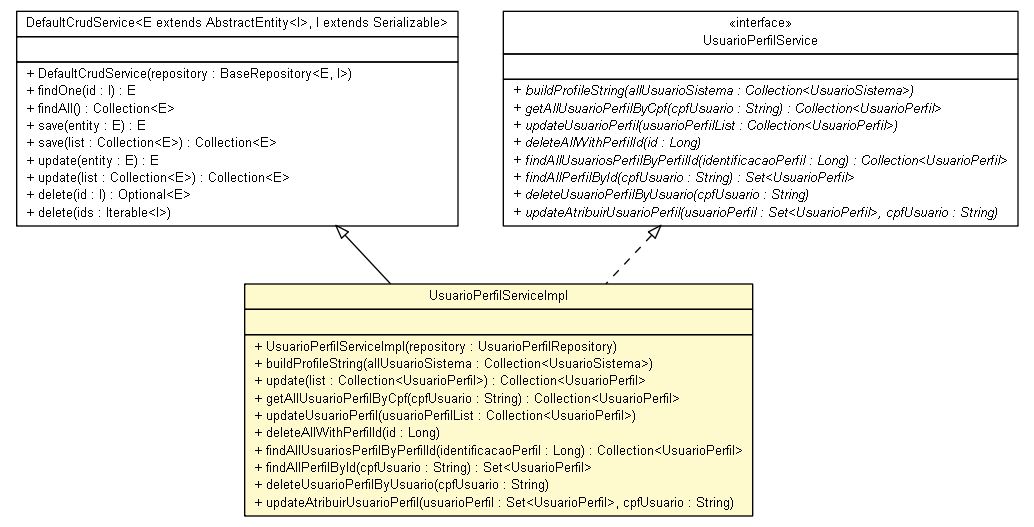 DefaultCrudService<E extends AbstractEntity<I>, I extends Serializable>
+ DefaultCrudService(repository : BaseRepository<E, I>)
+ findOne(id : I) : E
+ findAll() : Collection<E>
+ save(entity : E) : E
+ save(list : Collection<E>) : Collection<E>
+ update(entity : E) : E
+ update(list : Collection<E>) : Collection<E>
+ delete(id : I) : Optional<E>
+ delete(ids : Iterable<I>)
«interface»
UsuarioPerfilService
+ buildProfileString(allUsuarioSistema : Collection<UsuarioSistema>)
+ getAllUsuarioPerfilByCpf(cpfUsuario : String) : Collection<UsuarioPerfil>
+ updateUsuarioPerfil(usuarioPerfilList : Collection<UsuarioPerfil>)
+ deleteAllWithPerfilId(id : Long)
+ findAllUsuariosPerfilByPerfilId(identificacaoPerfil : Long) : Collection<UsuarioPerfil>
+ findAllPerfilById(cpfUsuario : String) : Set<UsuarioPerfil>
+ deleteUsuarioPerfilByUsuario(cpfUsuario : String)
+ updateAtribuirUsuarioPerfil(usuarioPerfil : Set<UsuarioPerfil>, cpfUsuario : String)
UsuarioPerfilServiceImpl
+ UsuarioPerfilServiceImpl(repository : UsuarioPerfilRepository)
+ buildProfileString(allUsuarioSistema : Collection<UsuarioSistema>)
+ update(list : Collection<UsuarioPerfil>) : Collection<UsuarioPerfil>
+ getAllUsuarioPerfilByCpf(cpfUsuario : String) : Collection<UsuarioPerfil>
+ updateUsuarioPerfil(usuarioPerfilList : Collection<UsuarioPerfil>)
+ deleteAllWithPerfilId(id : Long)
+ findAllUsuariosPerfilByPerfilId(identificacaoPerfil : Long) : Collection<UsuarioPerfil>
+ findAllPerfilById(cpfUsuario : String) : Set<UsuarioPerfil>
+ deleteUsuarioPerfilByUsuario(cpfUsuario : String)
+ updateAtribuirUsuarioPerfil(usuarioPerfil : Set<UsuarioPerfil>, cpfUsuario : String)